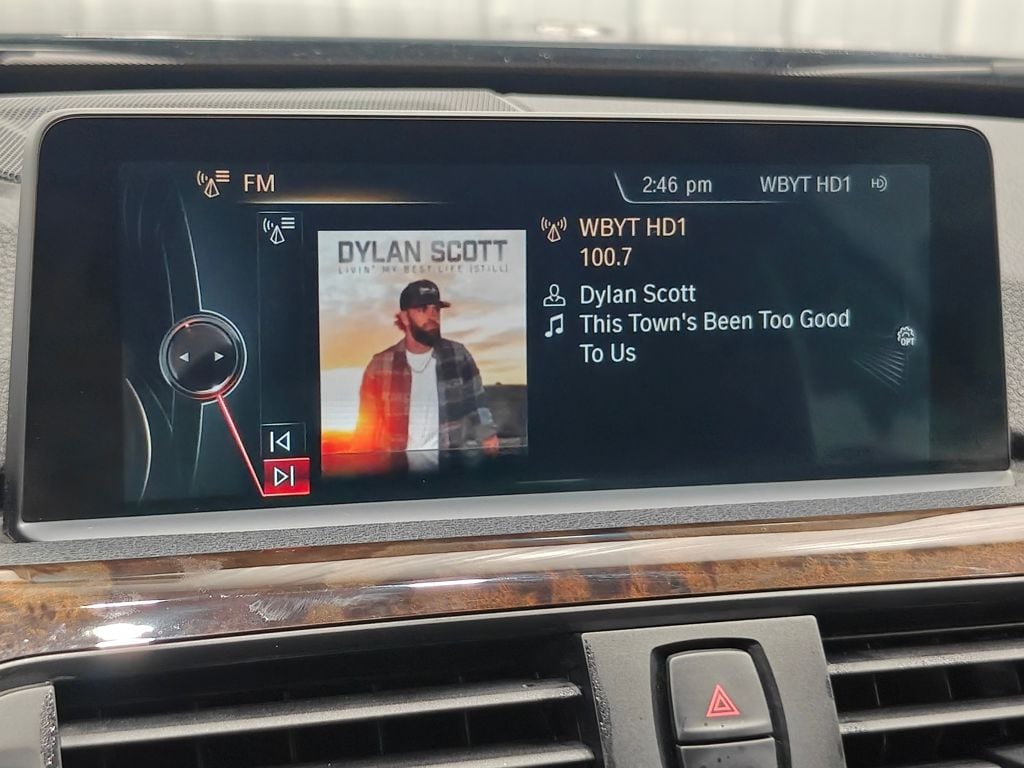 FM
2:46 pm
WBYT HD1
HD
DYLAN SCOTT
LIVIN' MY BEST LIFE (STILL)
WBYT HD1
100.7
Dylan Scott
This Town's Been Too Good
To Us
OPT